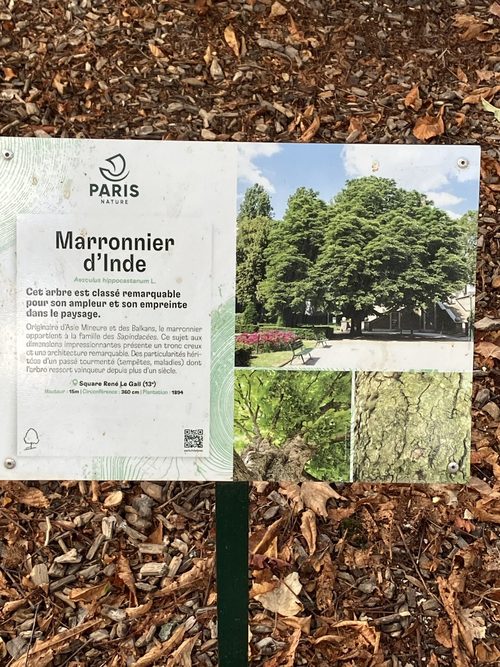 PARIS
NATURE
Marronnier
d'Inde
Aesculus hippocastanum L.
Cet arbre est classé remarquable
pour son ampleur et son empreinte
dans le paysage.
Originaire d'Asie Mineure et des Balkans, le marronnier
appartient à la famille des Sapindacées. Ce sujet aux
dimensions impressionnantes présente un tronc creux
et une architecture remarquable. Des particularités héri-
tées d'un passé tourmenté (tempêtes, maladies) dont
l'arbre ressort vainqueur depuis plus d'un siècle.
Square René Le Gall (13e)
Hauteur : 15m | Circonférence : 360 cm | Plantation : 1894